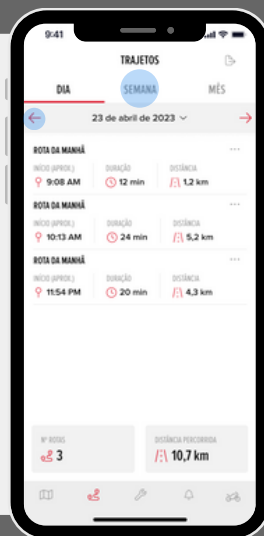 9:41
TRAJETOS
DIA SEMANA MÊS
23 de abril de 2023
ROTA DA MANHÃ
INÍCIO (APROX.) DURAÇÃO DISTÂNCIA
9:08 AM 12 min 1,2 km
ROTA DA MANHÃ
INÍCIO (APROX.) DURAÇÃO DISTÂNCIA
10:13 AM 24 min 5,2 km
ROTA DA MANHÃ
INÍCIO (APROX.) DURAÇÃO DISTÂNCIA
11:54 PM 20 min 4,3 km
Nº ROTAS DISTÂNCIA PERCORRIDA
3 10,7 km